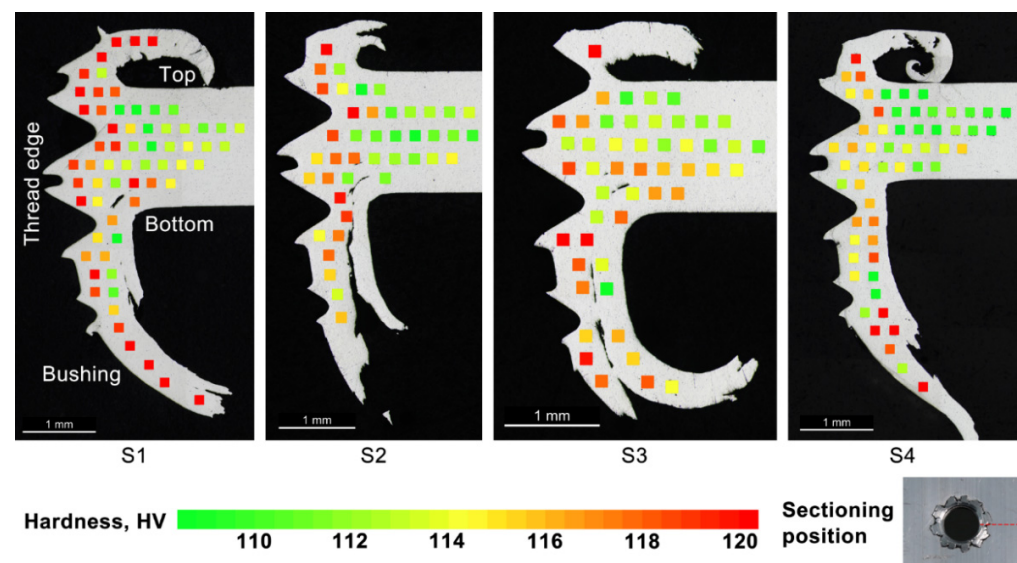 Top
Thread edge
Bottom
Bushing
1 mm
1 mm
1 mm
1 mm
S1
S2
S3
S4
Hardness, HV
110
112
114
116
118
120
Sectioning
position